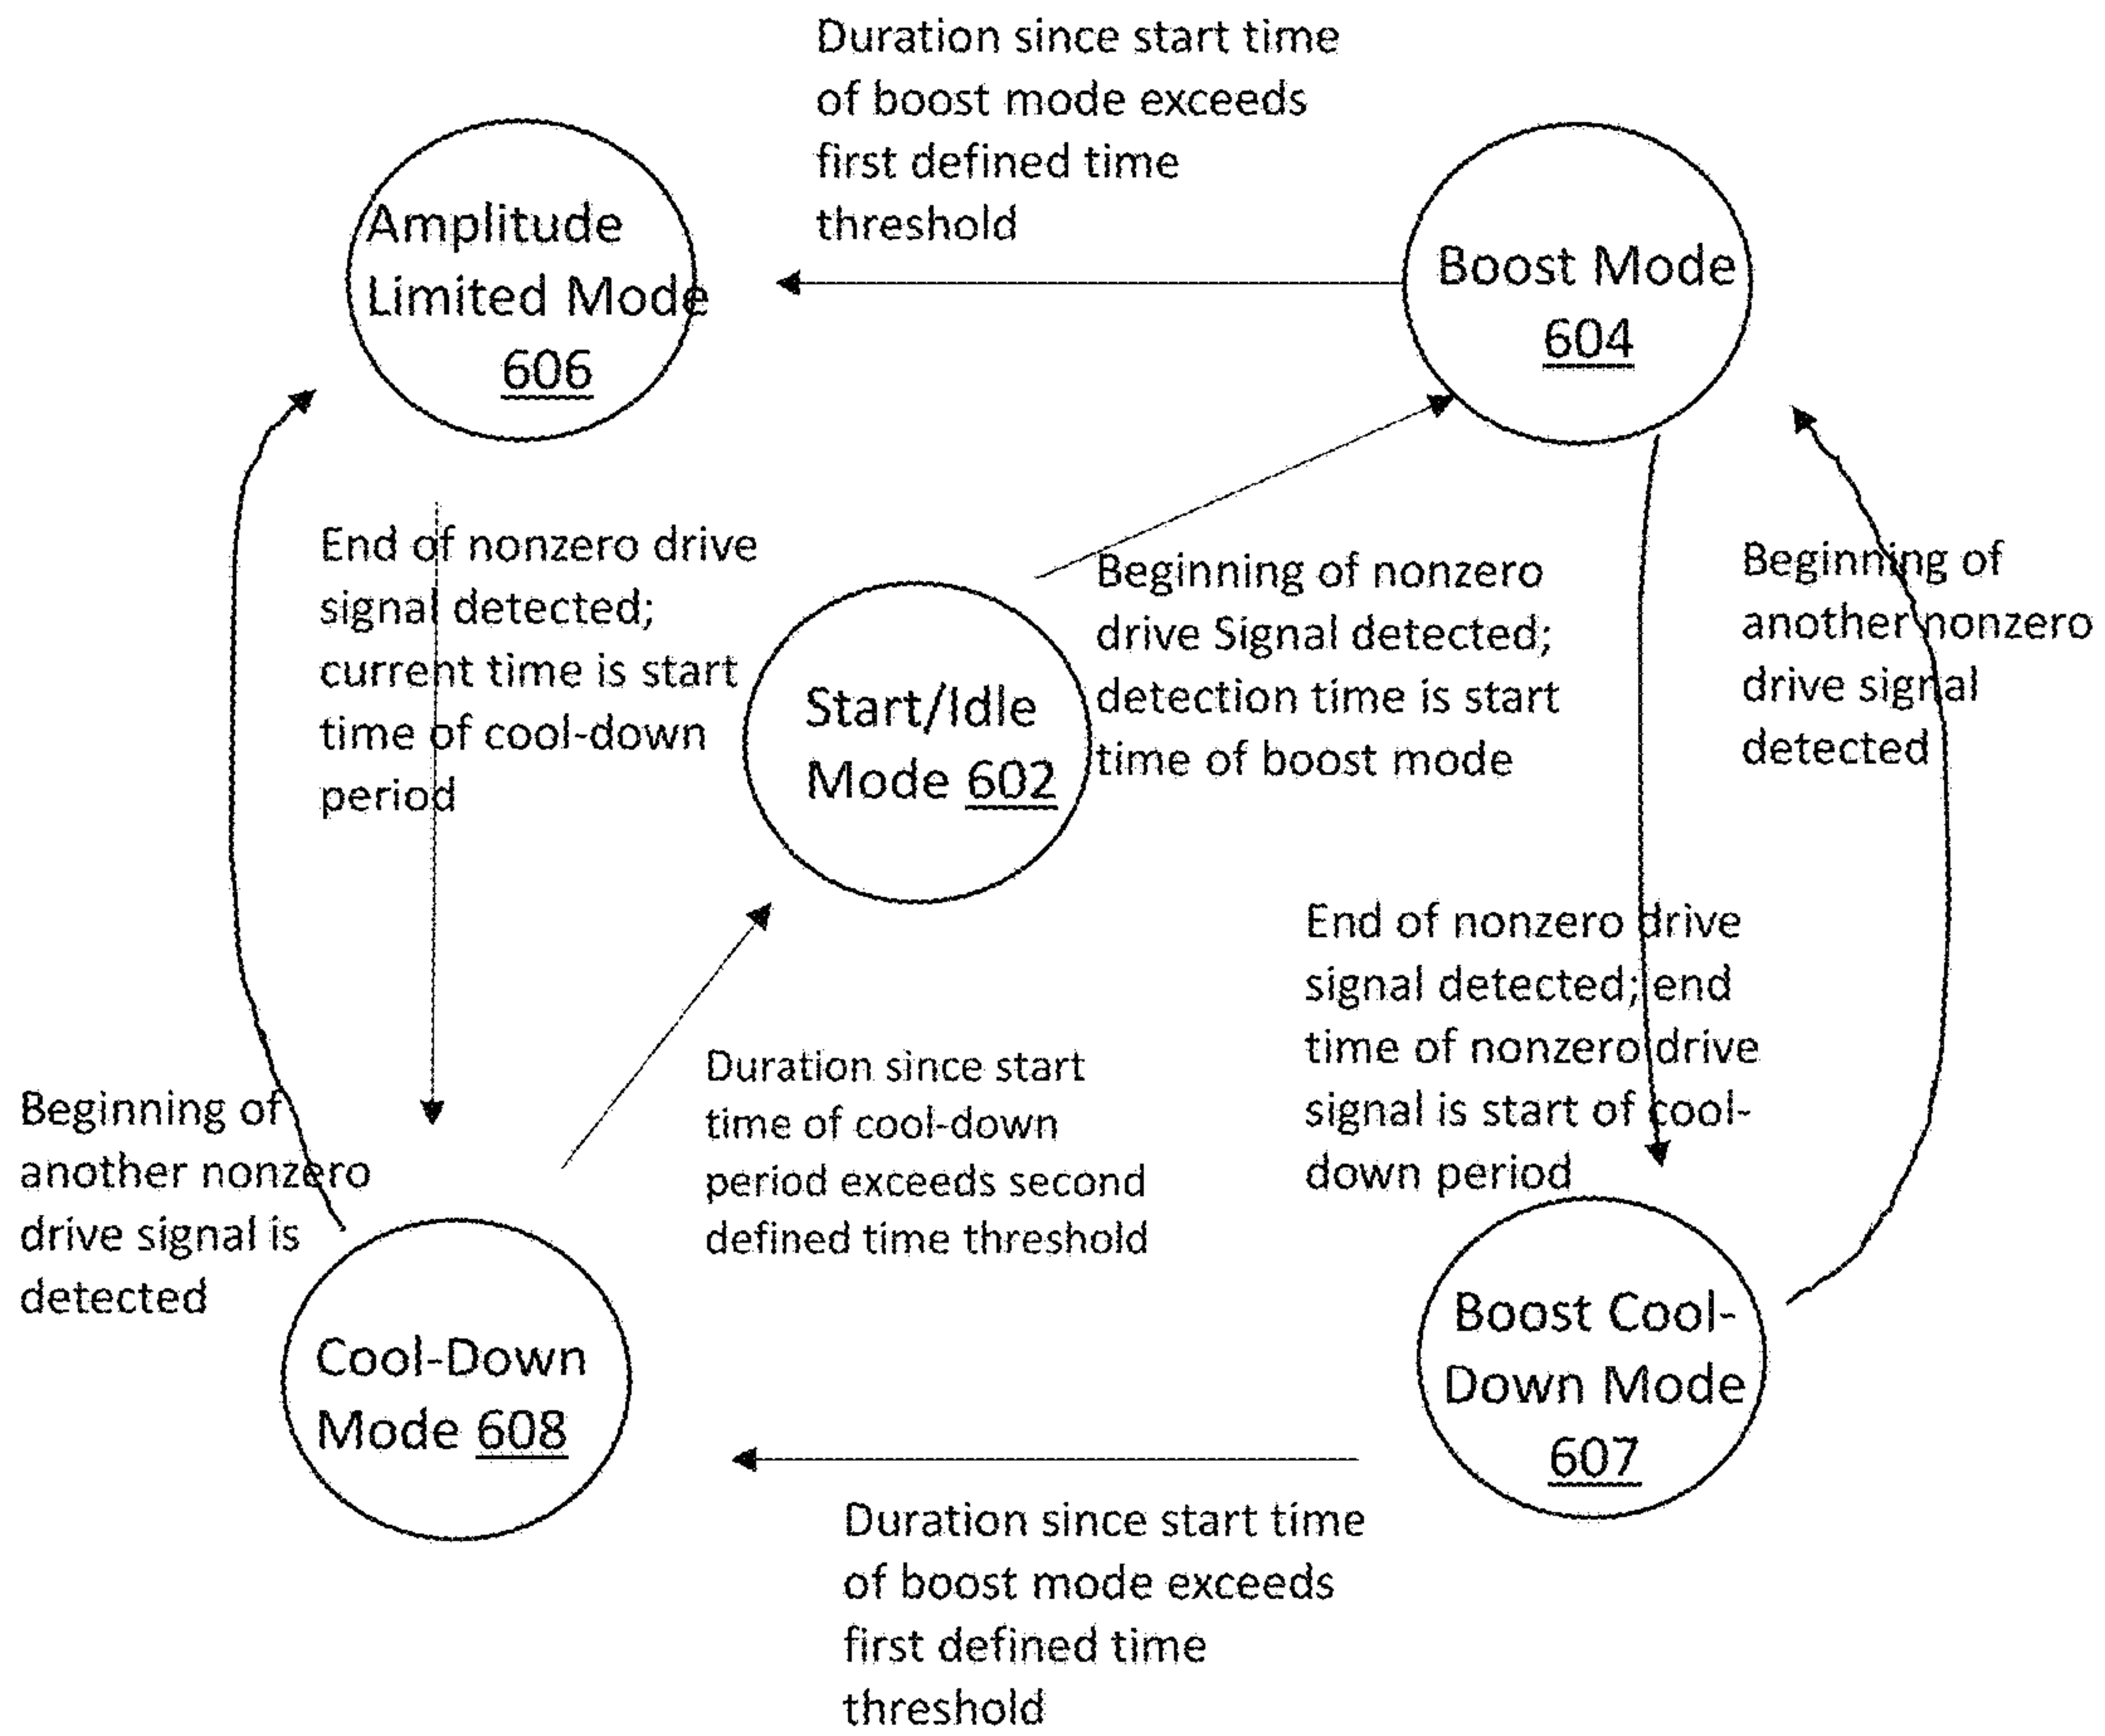 Duration since start time
of boost mode exceeds
first defined time
threshold
Amplitude
Limited Mode
606
Boost Mode
604
End of nonzero drive
signal detected;
current time is start
time of cool-down
period
Start/Idle
Mode 602
Beginning of nonzero
drive Signal detected;
detection time is start
time of boost mode
Beginning of
another nonzero
drive signal
detected
End of nonzero drive
signal detected; end
time of nonzero drive
signal is start of cool-
down period
Duration since start
time of cool-down
period exceeds second
defined time threshold
Beginning of
another nonzero
drive signal is
detected
Cool-Down
Mode 608
Boost Cool-
Down Mode
607
Duration since start time
of boost mode exceeds
first defined time
threshold